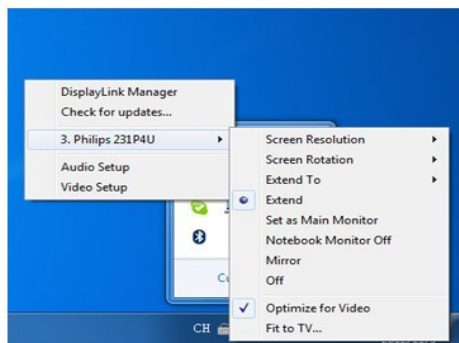 DisplayLink Manager
Check for updates...
3. Philips 231P4U
Audio Setup
Video Setup
Screen Resolution
Screen Rotation
Extend To
Extend
Set as Main Monitor
Notebook Monitor Off
Mirror
Off
Optimize for Video
Fit to TV...
CH